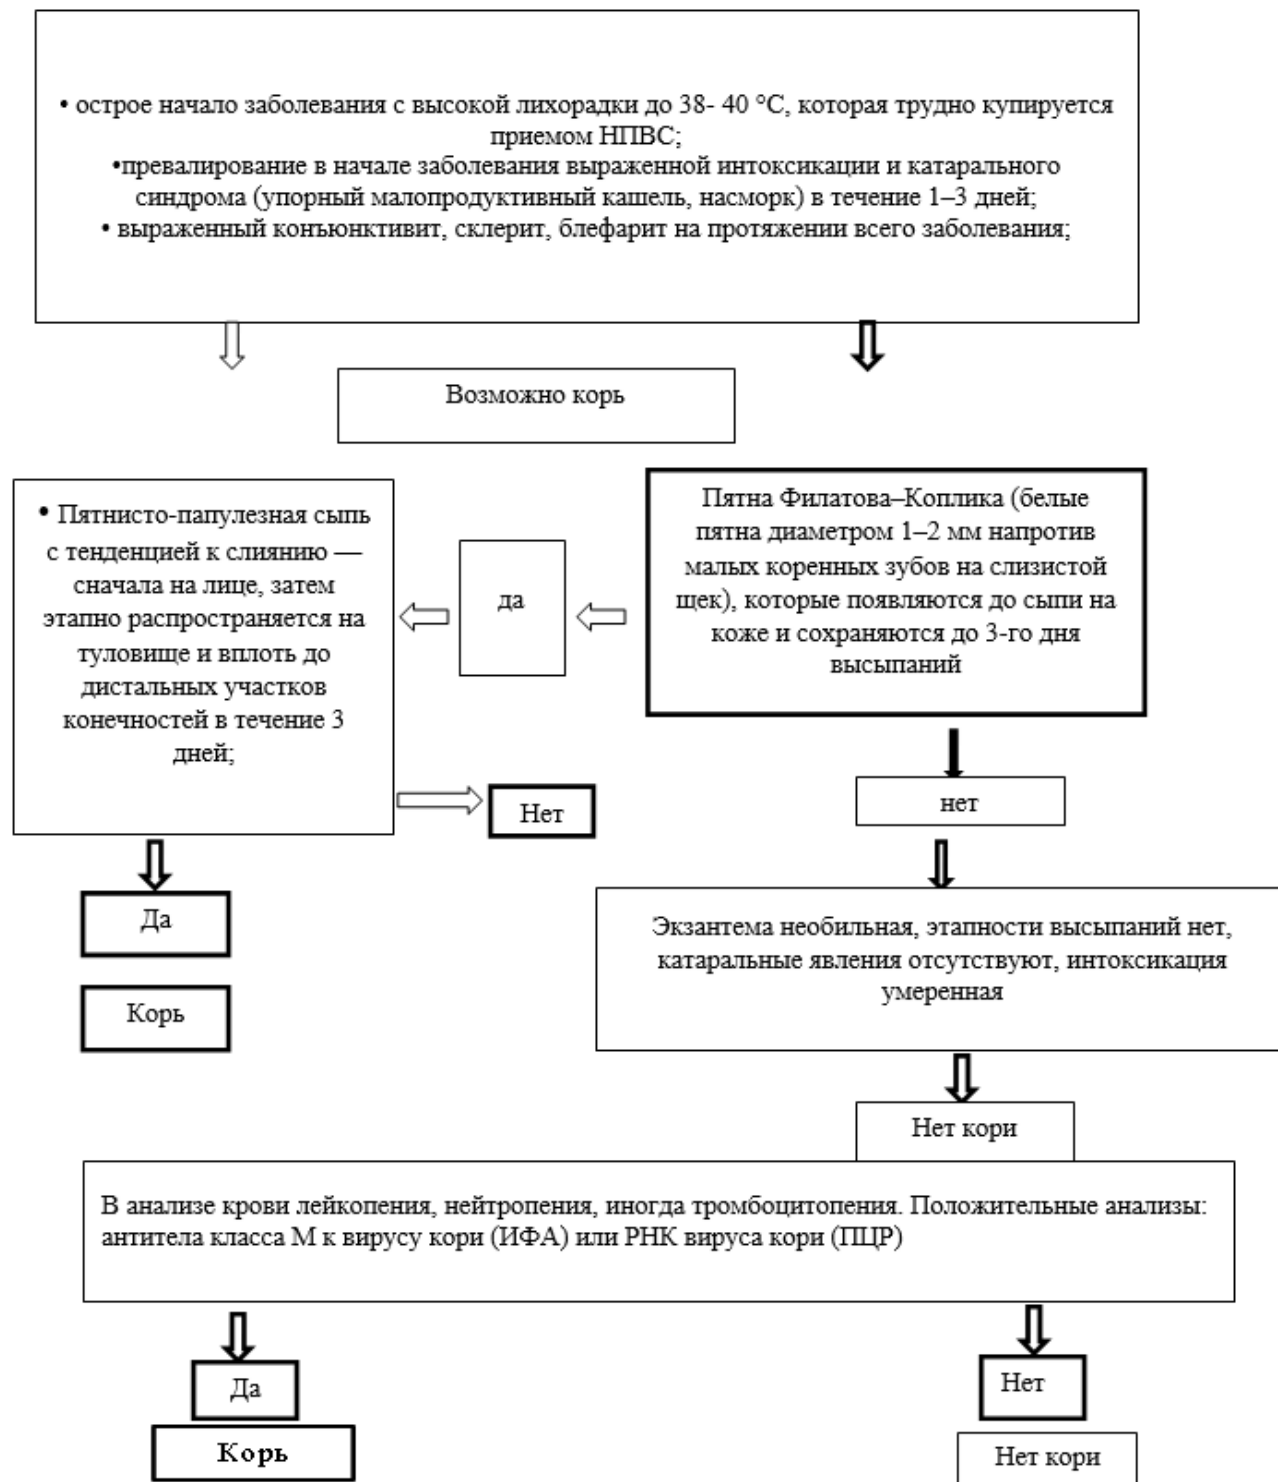 • острое начало заболевания с высокой лихорадки до 38- 40 °С, которая трудно купируется
приемом НПВС;
•превалирование в начале заболевания выраженной интоксикации и катарального
синдрома (упорный малопродуктивный кашель, насморк) в течение 1–3 дней;
• выраженный конъюнктивит, склерит, блефарит на протяжении всего заболевания;
Возможно корь
• Пятнисто-папулезная сыпь
с тенденцией к слиянию —
сначала на лице, затем
этапно распространяется на
туловище и вплоть до
дистальных участков
конечностей в течение 3
дней;
да
Пятна Филатова–Коплика (белые
пятна диаметром 1–2 мм напротив
малых коренных зубов на слизистой
щек), которые появляются до сыпи на
коже и сохраняются до 3-го дня
высыпаний
Нет
нет
Да
Корь
Экзантема необильная, этапности высыпаний нет,
катаральные явления отсутствуют, интоксикация
умеренная
Нет кори
В анализе крови лейкопения, нейтропения, иногда тромбоцитопения. Положительные анализы:
антитела класса М к вирусу кори (ИФА) или РНК вируса кори (ПЦР)
Да
Корь
Нет
Нет кори